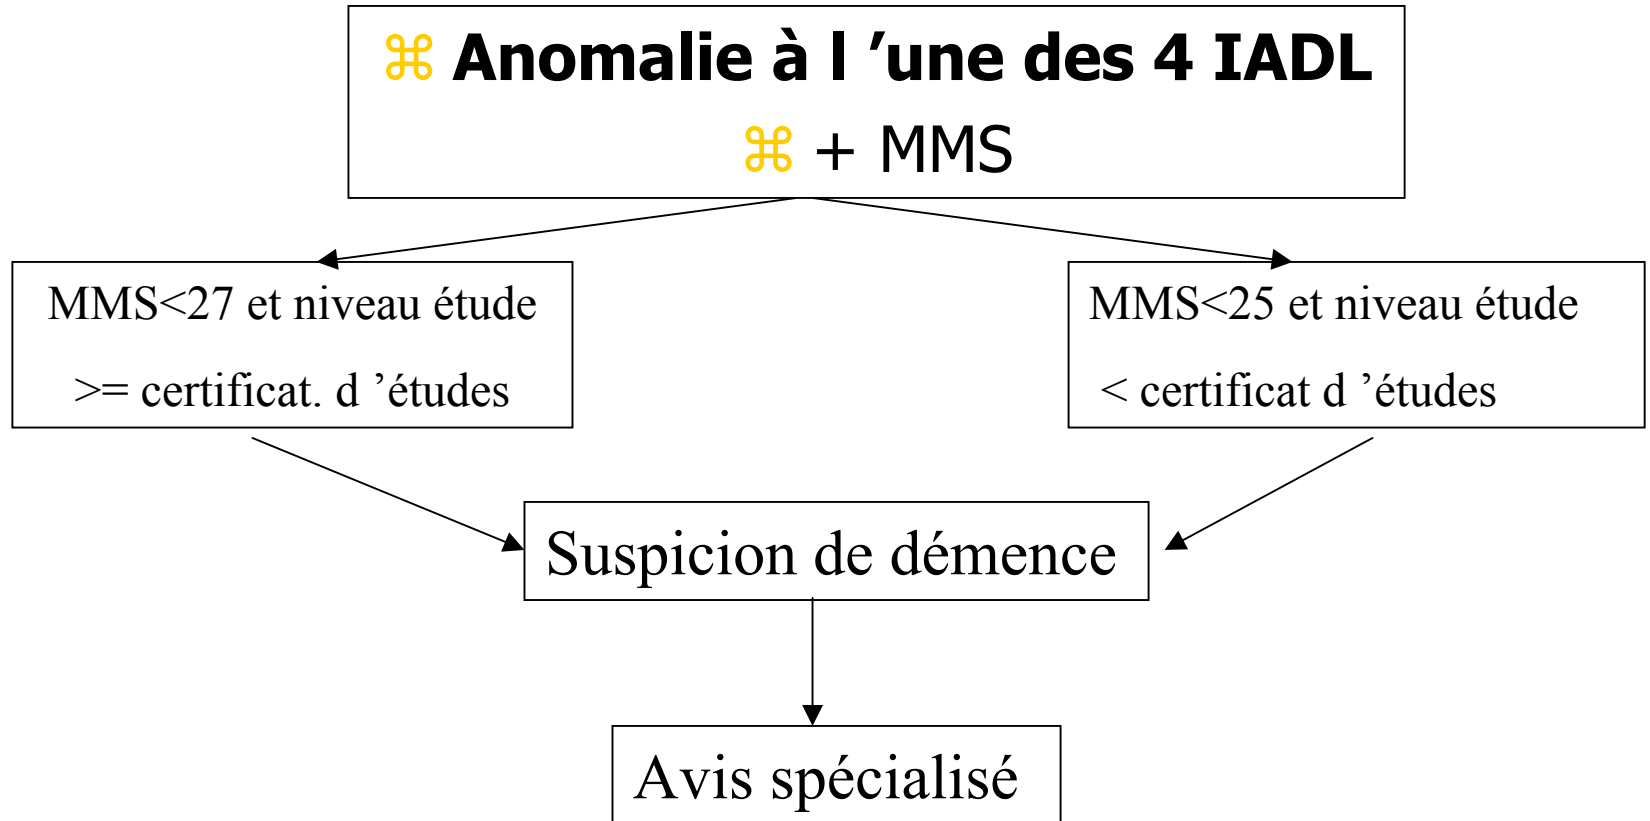 ⌘ Anomalie à l ’une des 4 IADL
⌘ + MMS
MMS<27 et niveau étude
>= certificat. d ’études
MMS<25 et niveau étude
< certificat d ’études
Suspicion de démence
Avis spécialisé